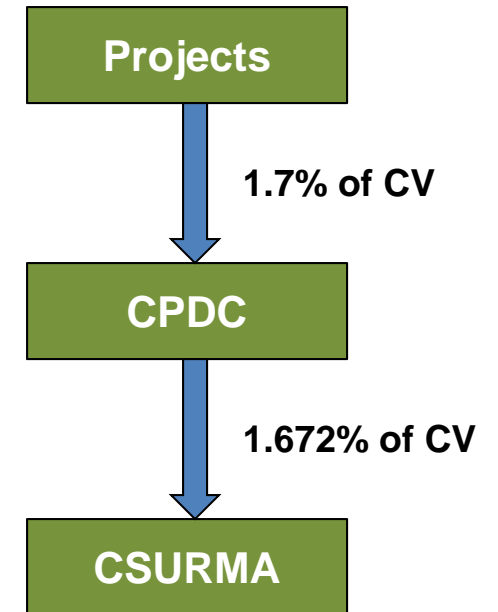 Projects
1.7% of CV
CPDC
1.672% of CV
CSURMA